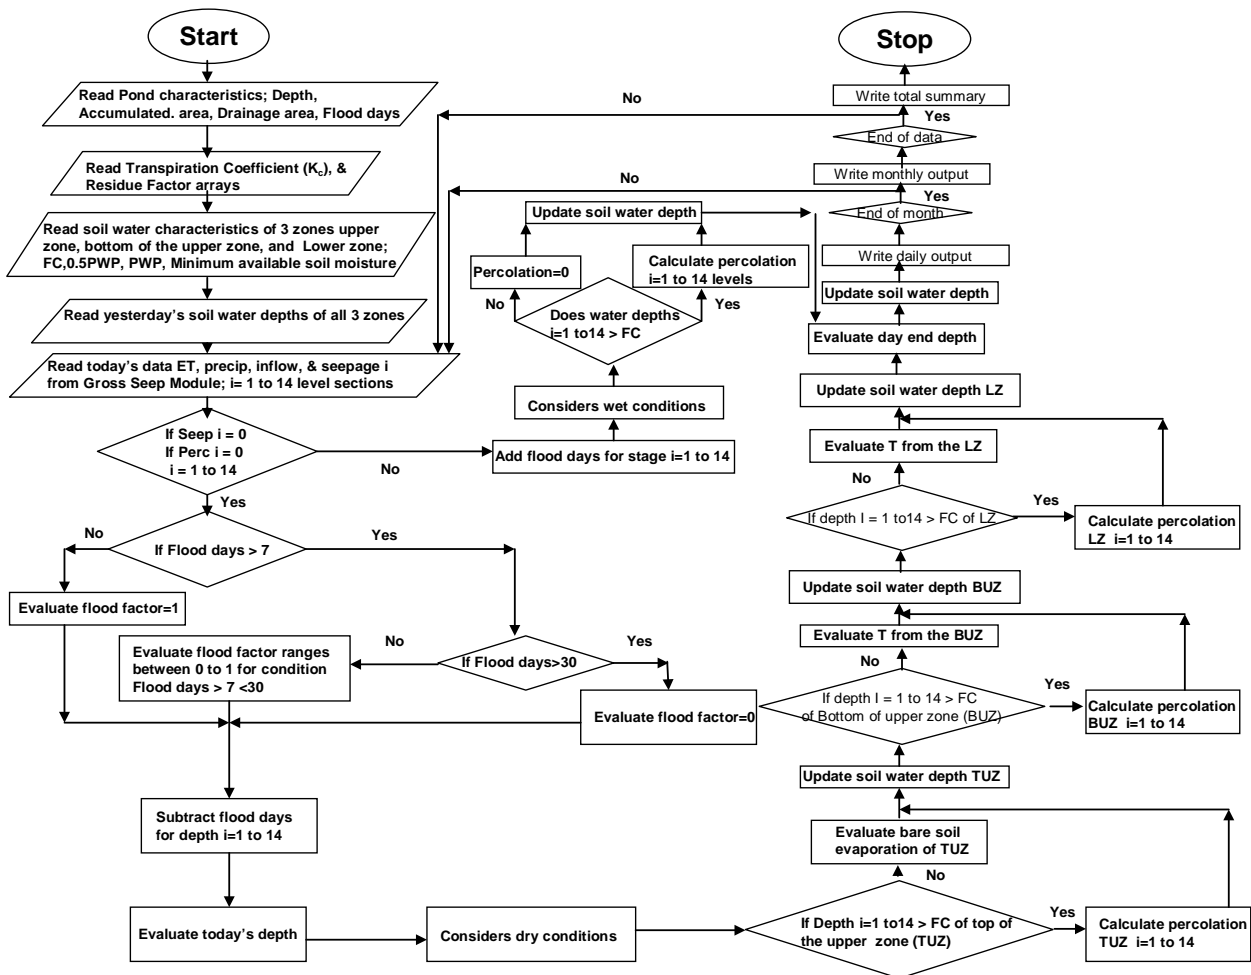 Start
Read Pond characteristics; Depth,
Accumulated. area, Drainage area, Flood days
Read Transpiration Coefficient (Kc), &
Residue Factor arrays
Read soil water characteristics of 3 zones upper
zone, bottom of the upper zone, and Lower zone;
FC,0.5PWP, PWP, Minimum available soil moisture
Read yesterday's soil water depths of all 3 zones
Read today's data ET, precip, inflow, & seepage i
from Gross Seep Module; i= 1 to 14 level sections
If Seep i = 0
If Perc i = 0
i = 1 to 14
No
Yes
If Flood days > 7
No
Yes
Evaluate flood factor=1
Evaluate flood factor ranges
between 0 to 1 for condition
Flood days > 7 <30
No
If Flood days>30
Yes
Evaluate flood factor=0
Subtract flood days
for depth i=1 to 14
Evaluate today's depth
Considers dry conditions
Add flood days for stage i=1 to 14
Considers wet conditions
Does water depths
i=1 to14 > FC
No
Yes
Percolation=0
Calculate percolation
i=1 to 14 levels
Update soil water depth
No
No
Stop
Write total summary
Yes
End of data
Write monthly output
Yes
End of month
Write daily output
Update soil water depth
Evaluate day end depth
Update soil water depth LZ
Evaluate T from the LZ
No
If depth I = 1 to14 > FC of LZ
Yes
Calculate percolation
LZ i=1 to 14
Update soil water depth BUZ
Evaluate T from the BUZ
No
If depth I = 1 to 14 > FC
of Bottom of upper zone (BUZ)
Yes
Calculate percolation
BUZ i=1 to 14
Update soil water depth TUZ
Evaluate bare soil
evaporation of TUZ
No
If Depth i=1 to14 > FC of top of
the upper zone (TUZ)
Yes
Calculate percolation
TUZ i=1 to 14